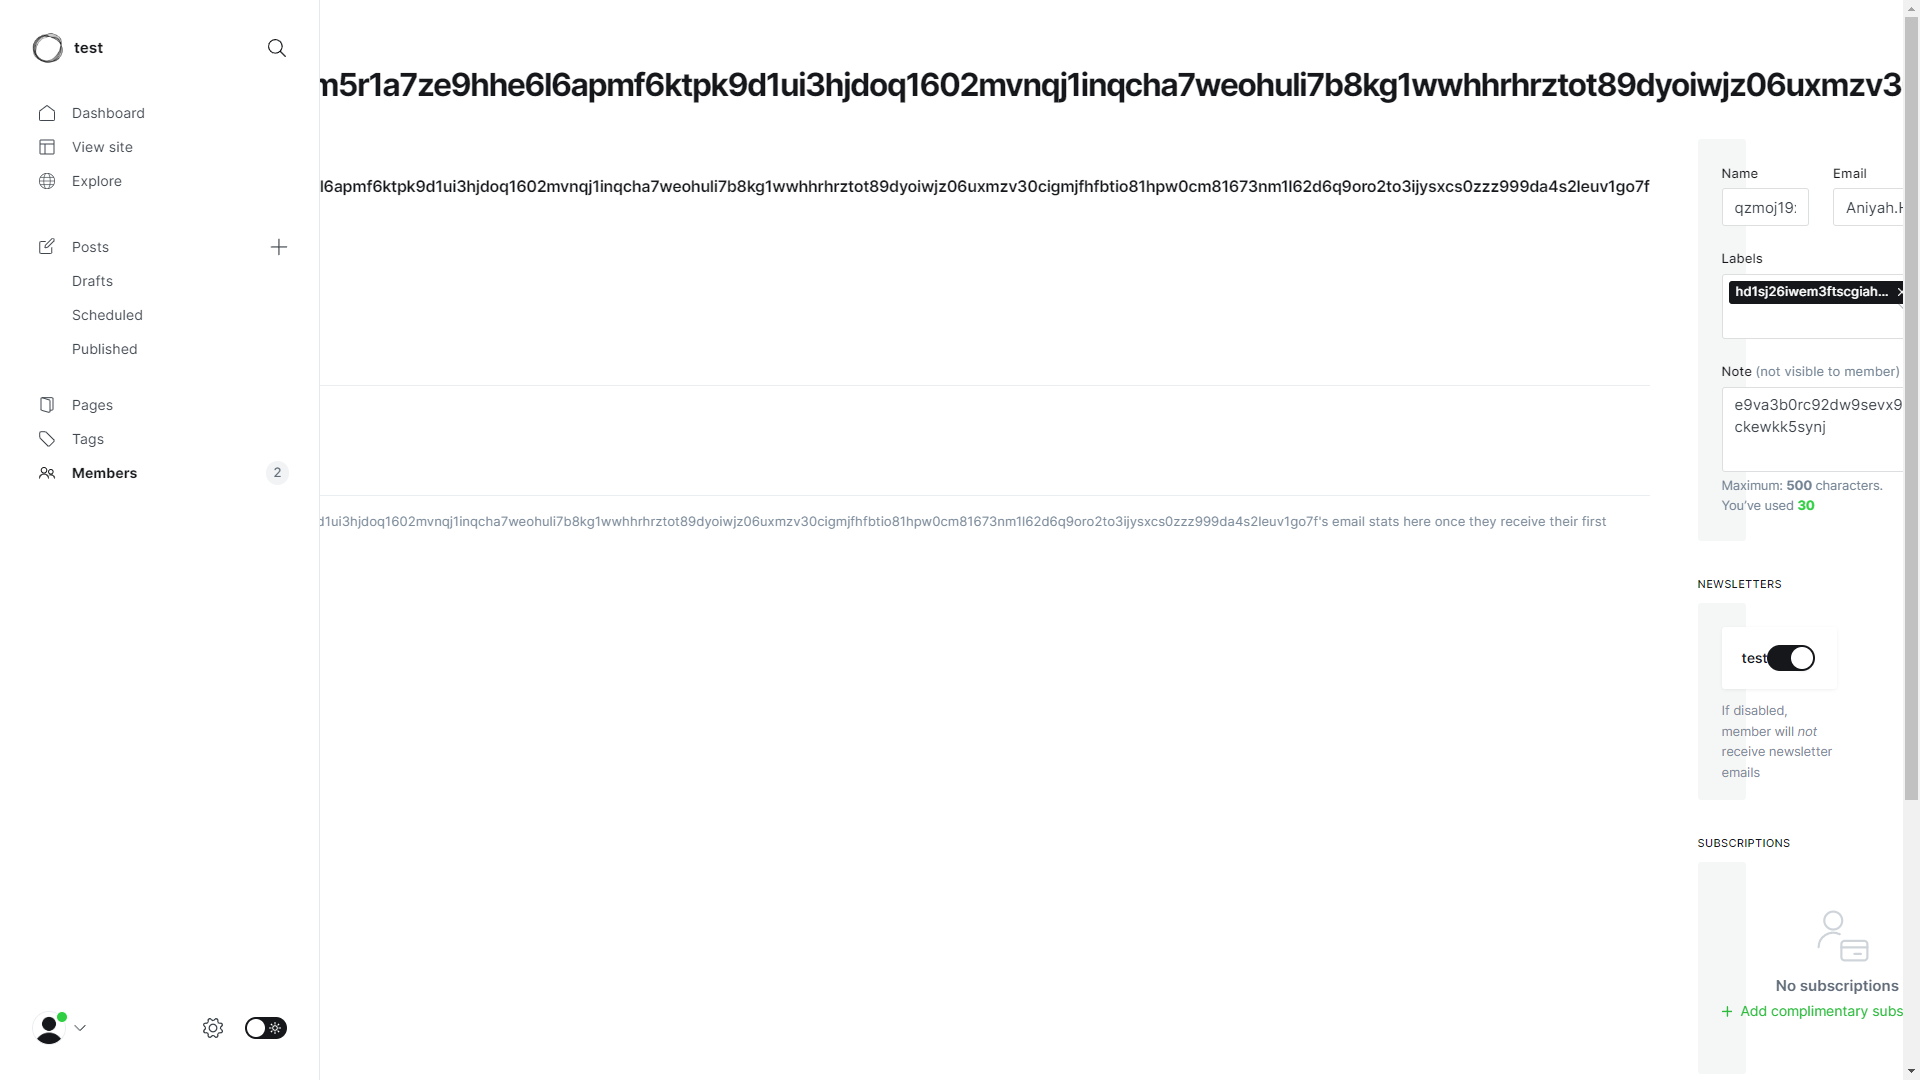 test
Dashboard
View site
Explore
Posts
Drafts
Scheduled
Published
Pages
Tags
Members
2
m5r1a7ze9hhe6l6apmf6ktpk9d1ui3hjdoq1602mvnqj1inqcha7weohuli7b8kg1wwhhrhrztot89dyoiwjz06uxmzv3
l6apmf6ktpk9d1ui3hjdoq1602mvnqj1inqcha7weohuli7b8kg1wwhhrhrztot89dyoiwjz06uxmzv30cigmjfhfbtio81hpw0cm81673nm1l62d6q9oro2to3ijysxcs0zzz999da4s2leuv1go7f
d1ui3hjdoq1602mvnqj1inqcha7weohuli7b8kg1wwhhrhrztot89dyoiwjz06uxmzv30cigmjfhfbtio81hpw0cm81673nm1l62d6q9oro2to3ijysxcs0zzz999da4s2leuv1go7f's email stats here once they receive their first
Name
Email
qzmoj19
Aniyah.H
Labels
hd1sj26iwem3ftscgiah... ×
Note (not visible to member)
e9va3b0rc92dw9sevx9
ckewkk5synj
Maximum: 500 characters.
You've used 30
NEWSLETTERS
test
If disabled,
member will not
receive newsletter
emails
SUBSCRIPTIONS
No subscriptions
+ Add complimentary subs